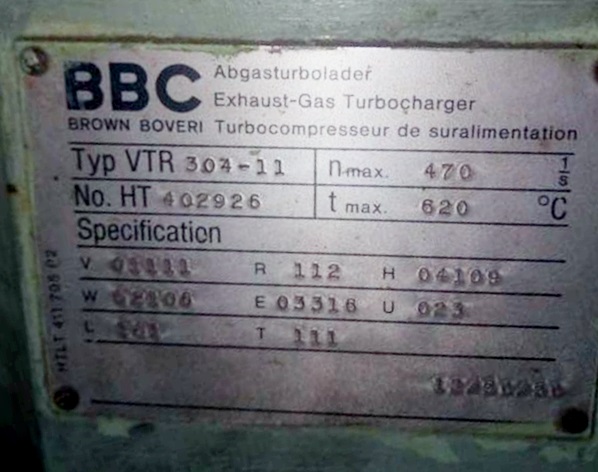 BBC Abgasturbolader
Exhaust-Gas Turbocharger
BROWN BOVERI Turbocompresseur de suralimentation
Typ VTR 304-11 nmax. 470 1/s
No. HT 402926 t max. 620 °C
Specification
V R 112 H 04109
W E 03316 U 023
L T 111